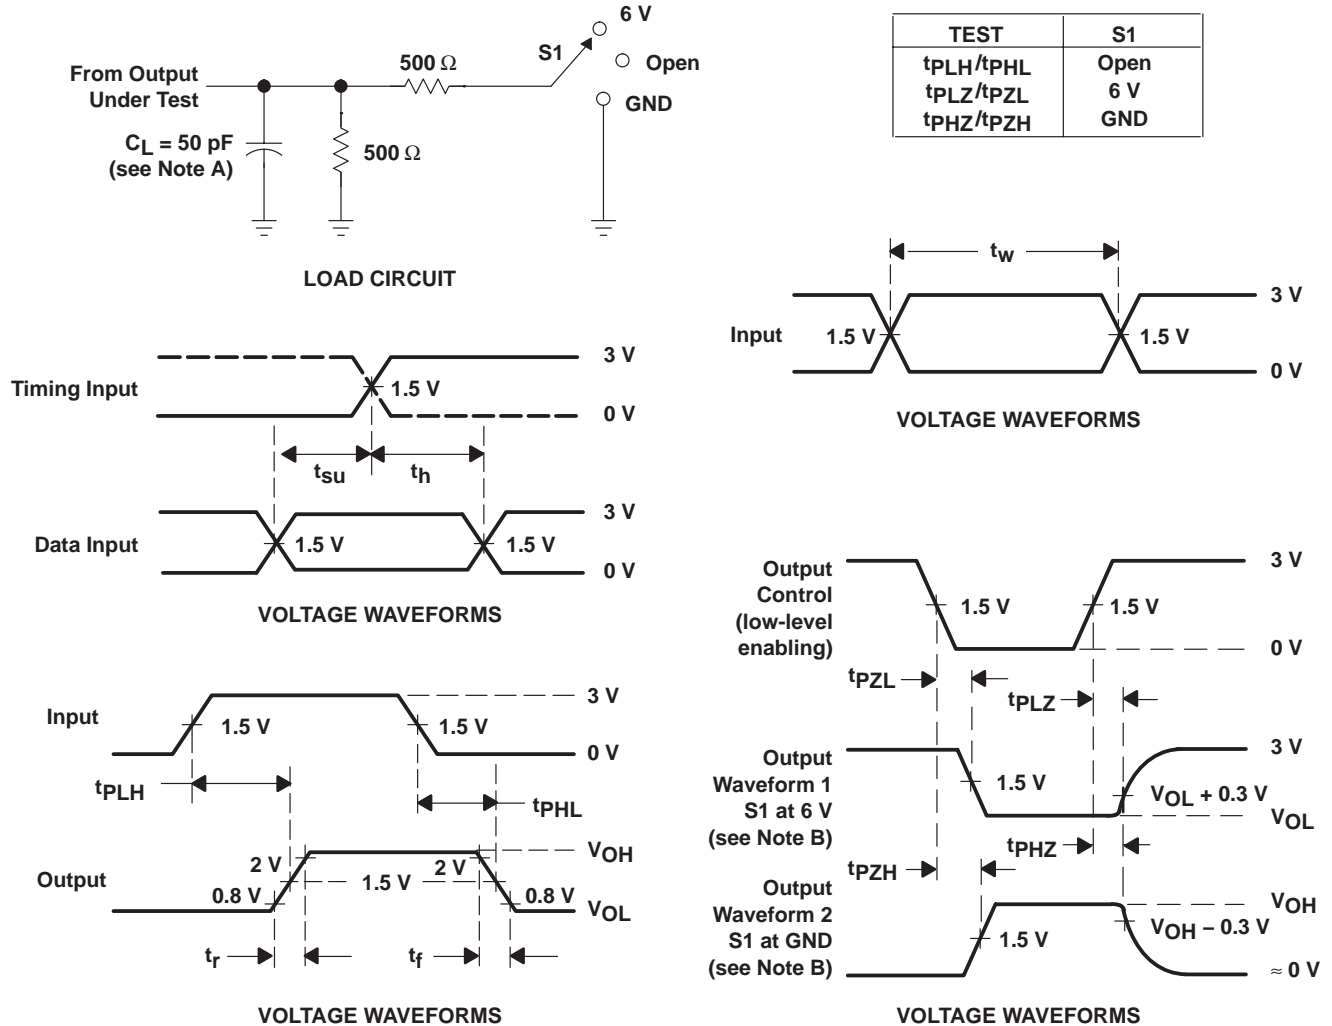 6 V
S1
Open
GND
500 Ω
From Output
Under Test
CL = 50 pF
(see Note A)
500 Ω
LOAD CIRCUIT
TEST S1
tPLH/tPHL Open
tPLZ/tPZL 6 V
tPHZ/tPZH GND
tw
Input
1.5 V
1.5 V
3 V
0 V
VOLTAGE WAVEFORMS
Timing Input
1.5 V
3 V
0 V
tsu
th
Data Input
1.5 V
1.5 V
3 V
0 V
VOLTAGE WAVEFORMS
Input
1.5 V
1.5 V
3 V
0 V
tPLH
tPHL
Output
2 V
0.8 V
1.5 V
2 V
0.8 V
VOH
VOL
tr
tf
VOLTAGE WAVEFORMS
Output
Control
(low-level
enabling)
1.5 V
1.5 V
3 V
0 V
tPZL
tPLZ
Output
Waveform 1
S1 at 6 V
(see Note B)
1.5 V
3 V
VOL + 0.3 V
VOL
tPZH
tPHZ
Output
Waveform 2
S1 at GND
(see Note B)
1.5 V
VOH
VOH − 0.3 V
≈ 0 V
VOLTAGE WAVEFORMS